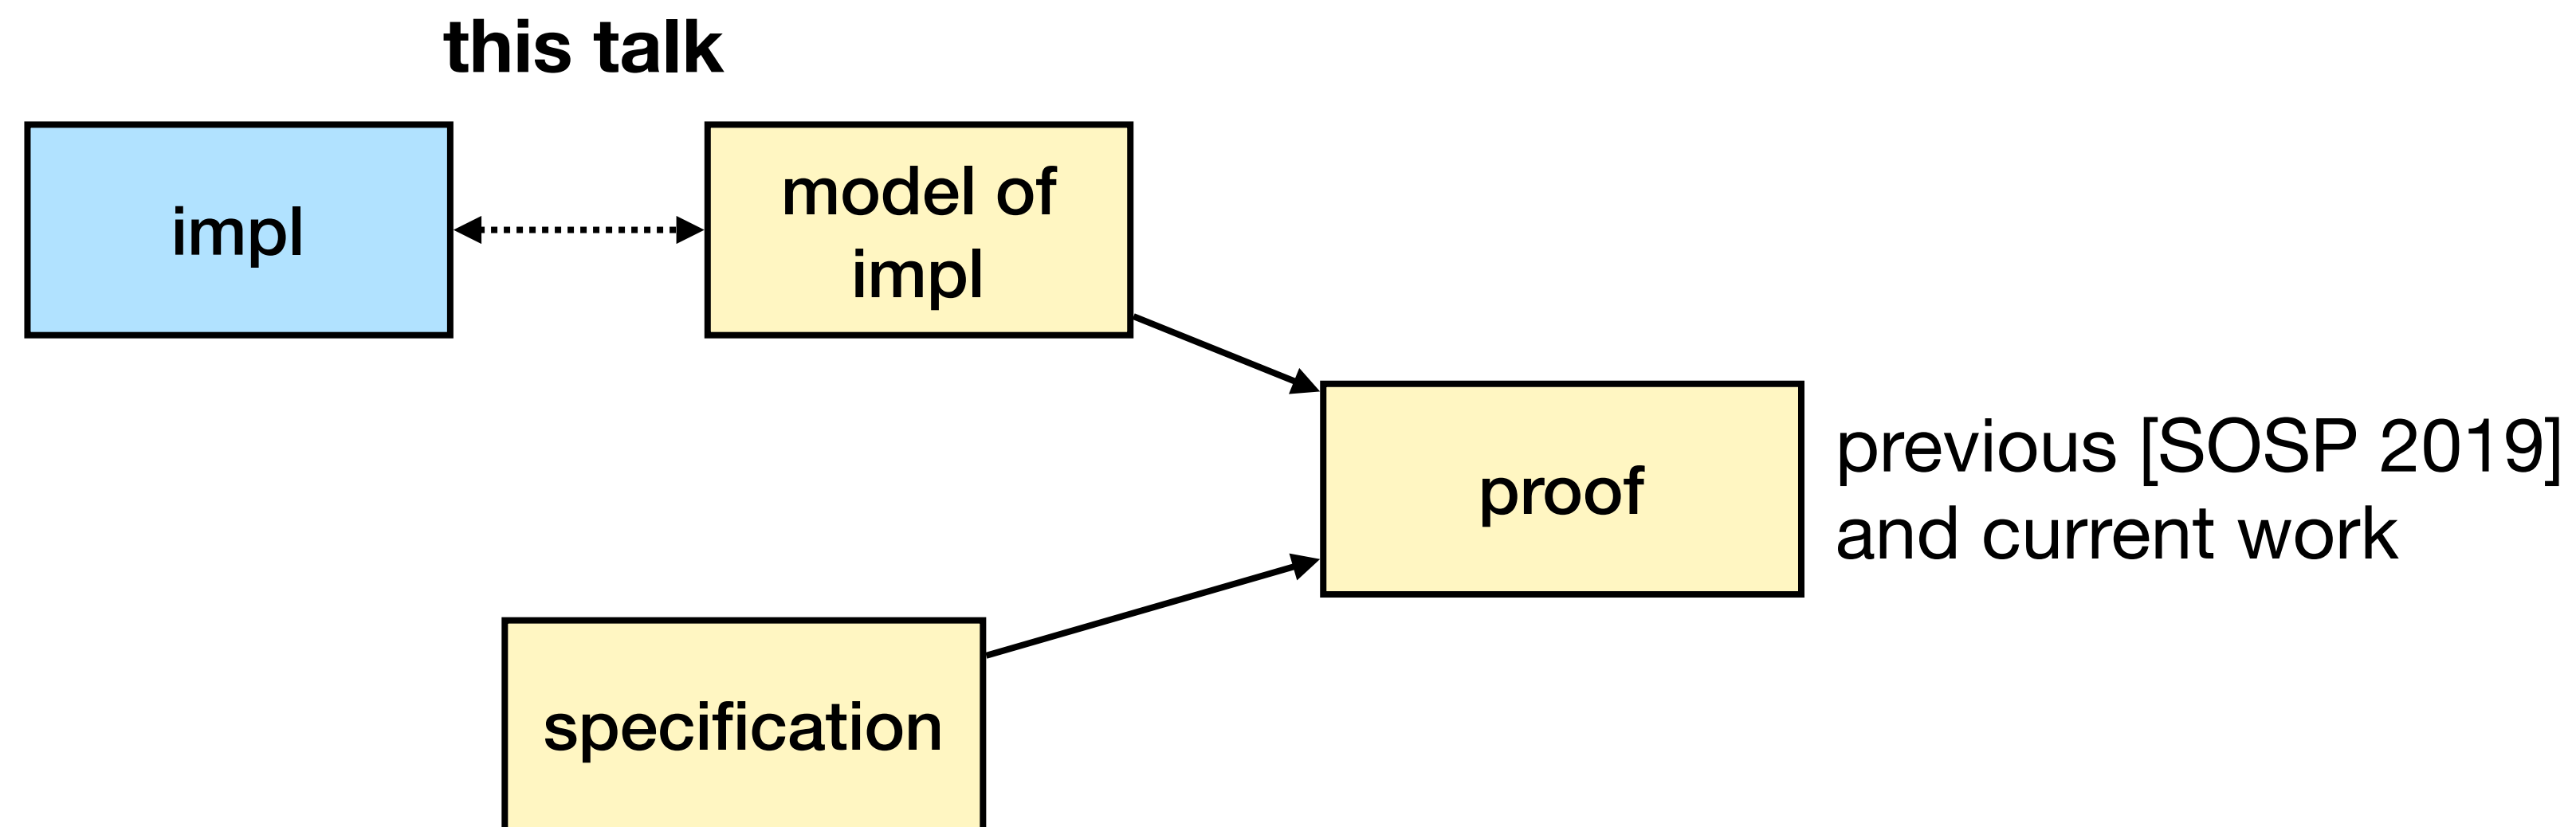 this talk
impl
model of
impl
proof
previous [SOSP 2019]
and current work
specification